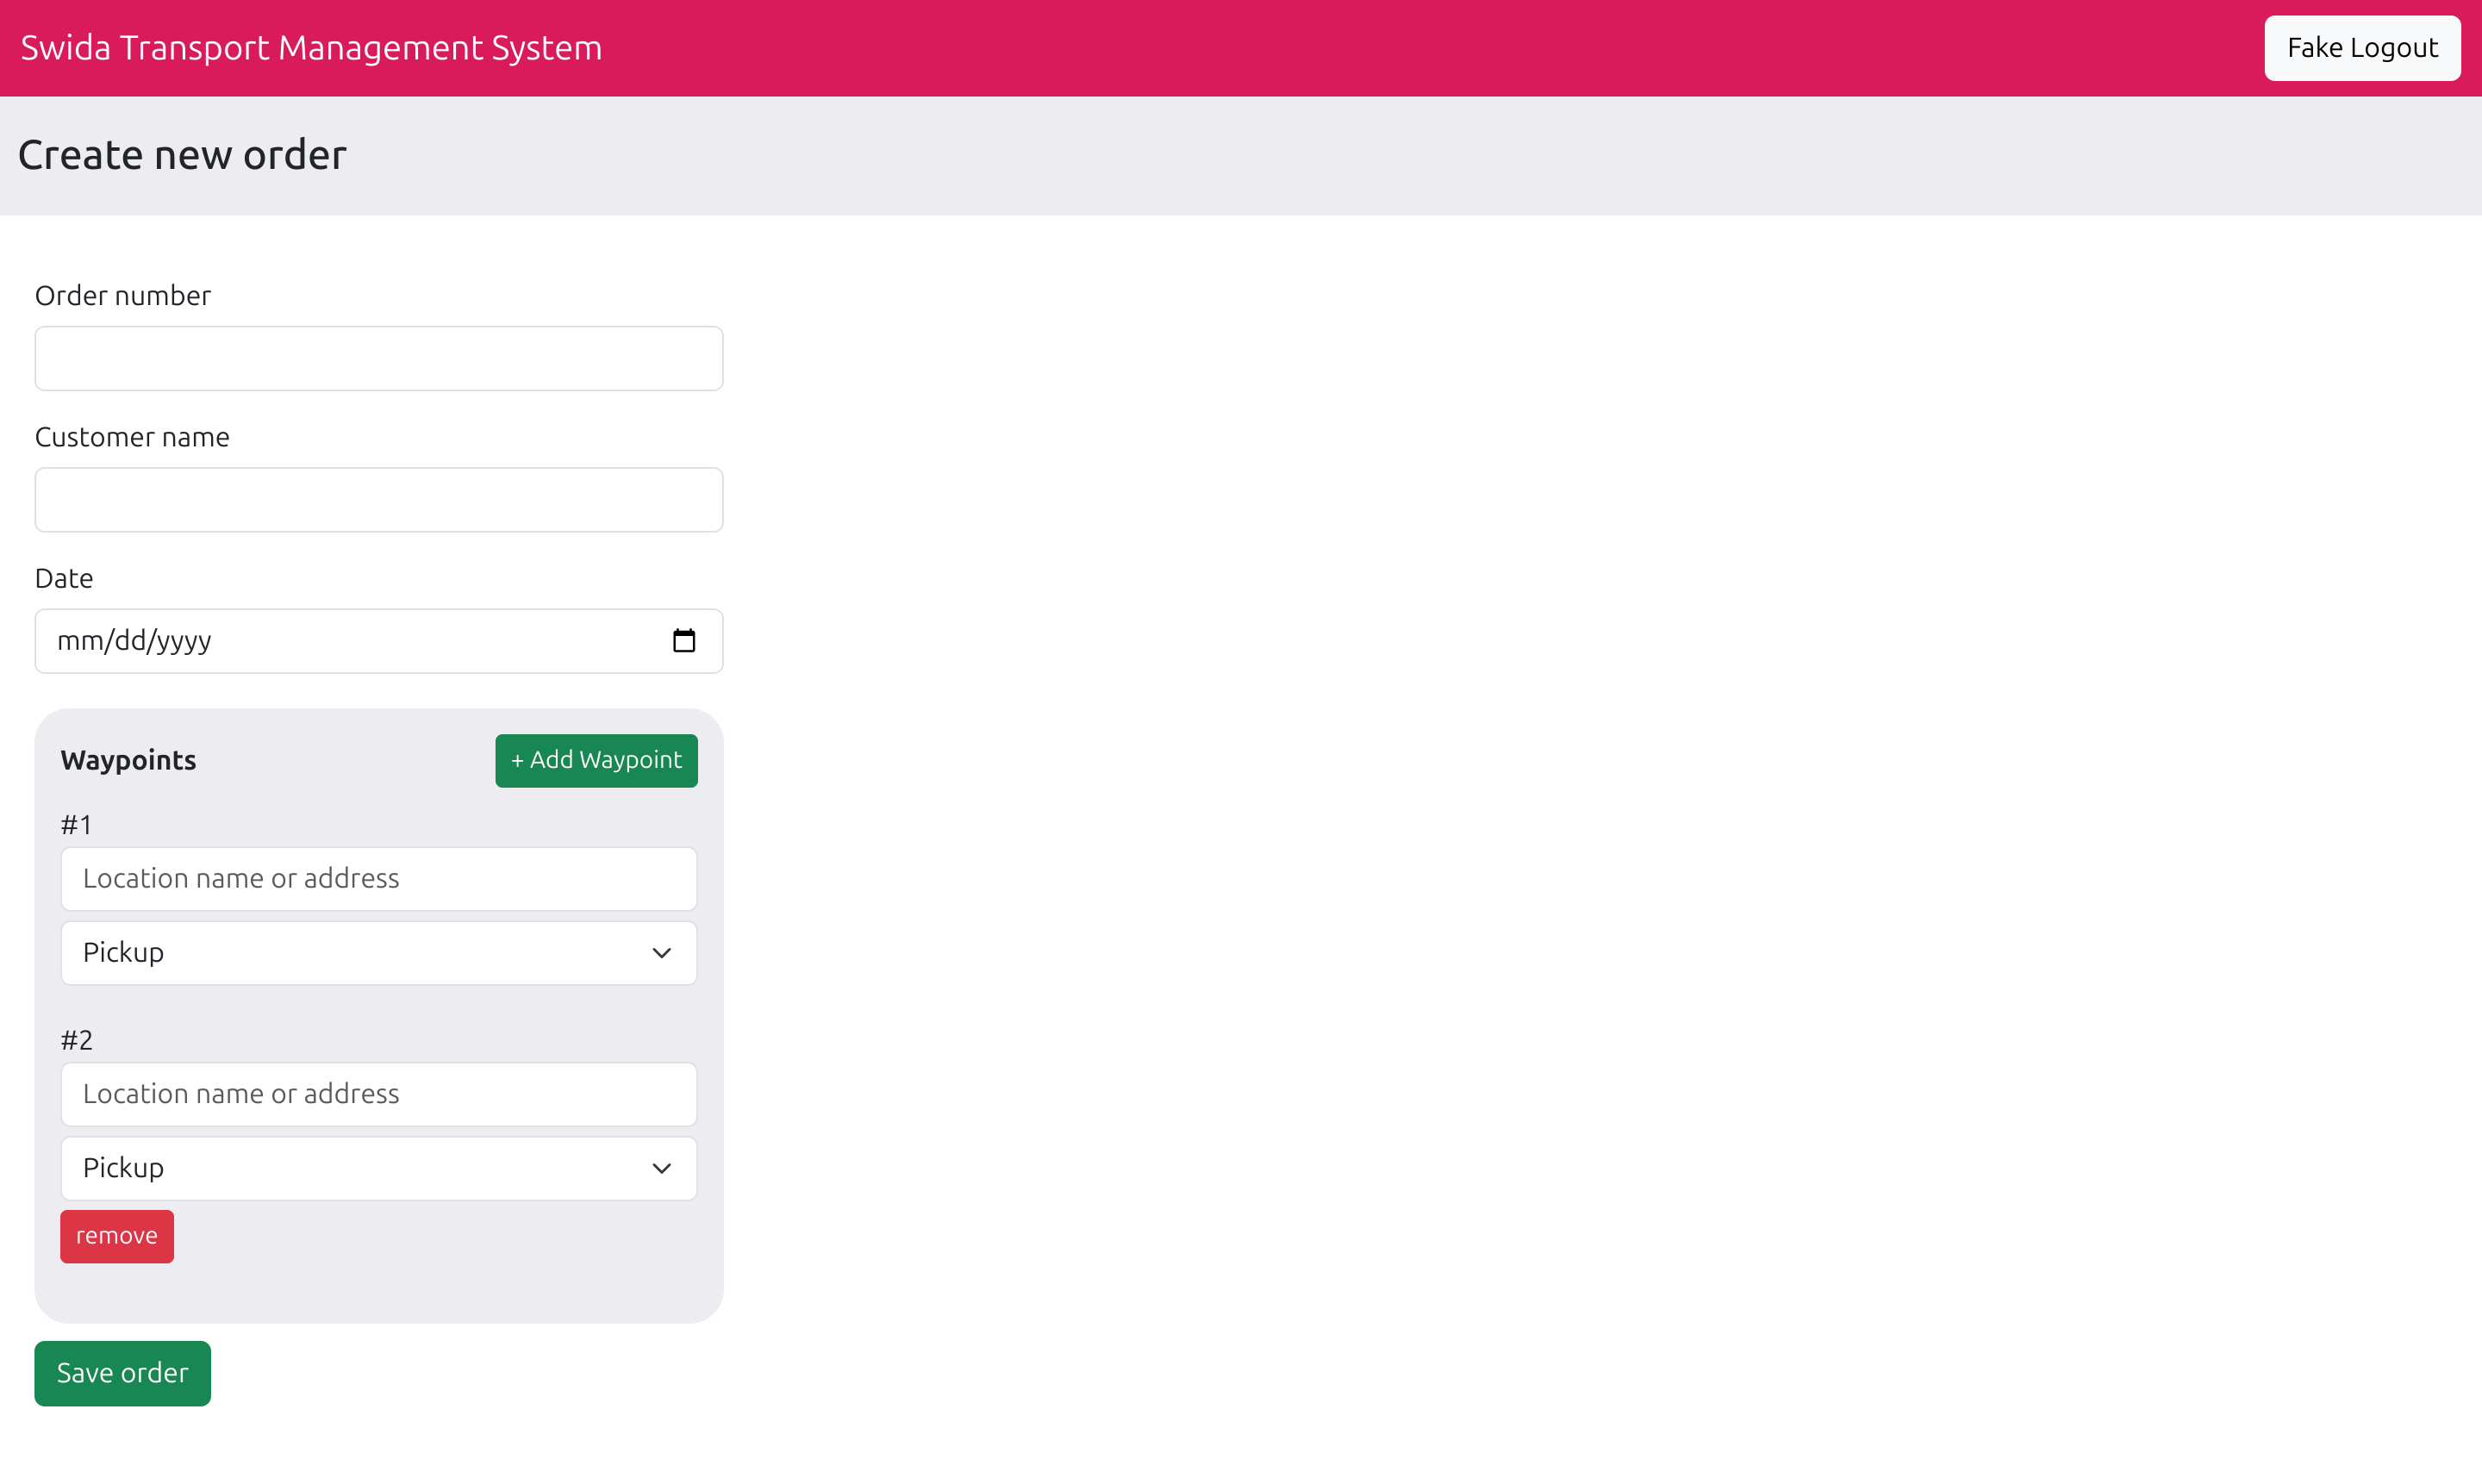 Swida Transport Management System
Fake Logout
Create new order
Order number
Customer name
Date
mm/dd/yyyy
Waypoints
+ Add Waypoint
#1
Location name or address
Pickup
#2
Location name or address
Pickup
remove
Save order